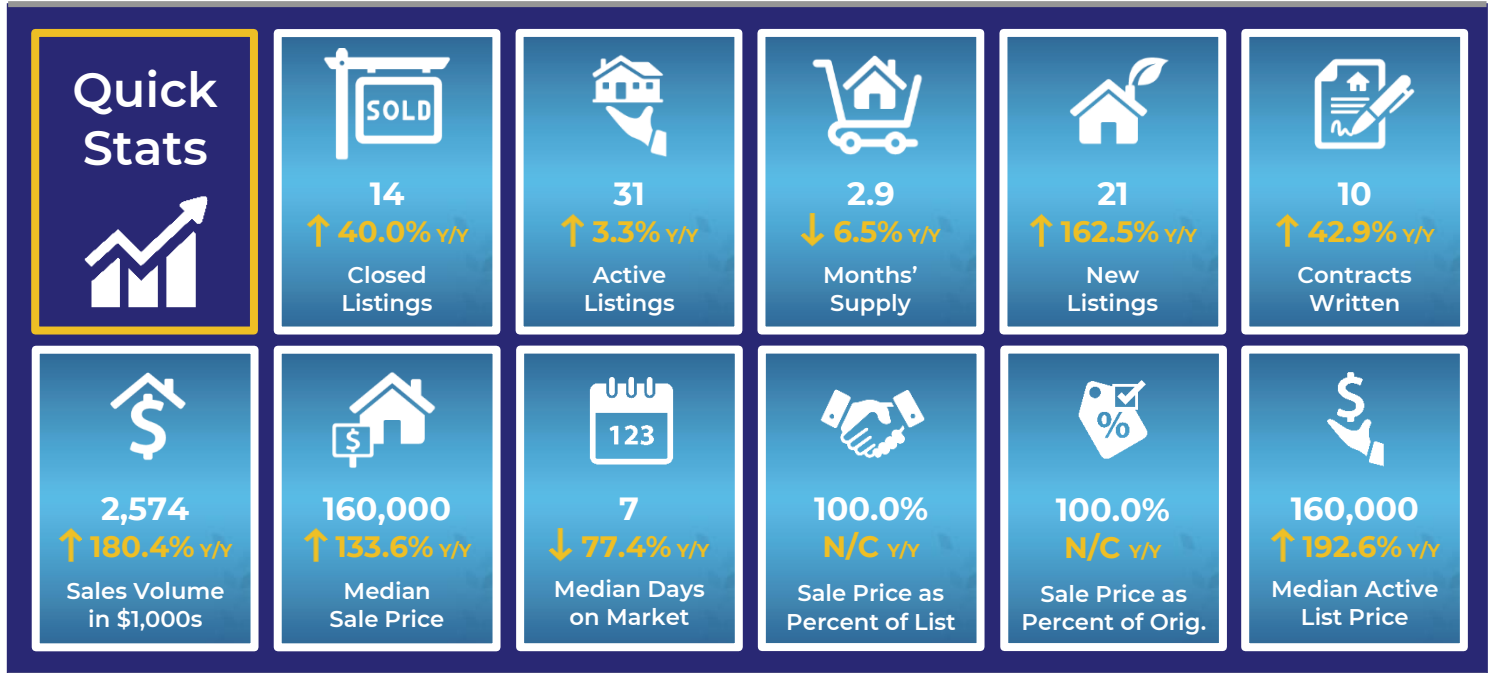 Quick
Stats
SOLD
14
↑ 40.0% Y/Y
Closed
Listings
31
↑ 3.3% Y/Y
Active
Listings
2.9
↓ 6.5% Y/Y
Months’
Supply
21
↑ 162.5% Y/Y
New
Listings
10
↑ 42.9% Y/Y
Contracts
Written
$
2,574
↑ 180.4% Y/Y
Sales Volume
in $1,000s
$
160,000
↑ 133.6% Y/Y
Median
Sale Price
123
7
↓ 77.4% Y/Y
Median Days
on Market
100.0%
N/C Y/Y
Sale Price as
Percent of List
%
100.0%
N/C Y/Y
Sale Price as
Percent of Orig.
$
160,000
↑ 192.6% Y/Y
Median Active
List Price